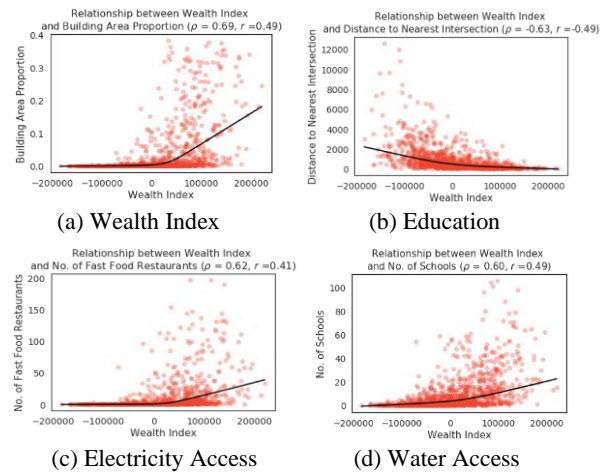 Relationship between Wealth Index
and Building Area Proportion (ρ = 0.69, r =0.49)
Building Area Proportion
0.4
0.3
0.2
0.1
0.0
−200000 −100000 0 100000 200000
Wealth Index
(a) Wealth Index
Relationship between Wealth Index
and Distance to Nearest Intersection (ρ = -0.63, r =-0.49)
Distance to Nearest Intersection
12000
10000
8000
6000
4000
2000
0
−200000 −100000 0 100000 200000
Wealth Index
(b) Education
Relationship between Wealth Index
and No. of Fast Food Restaurants (ρ = 0.62, r =0.41)
No. of Fast Food Restaurants
200
150
100
50
0
−200000 −100000 0 100000 200000
Wealth Index
(c) Electricity Access
Relationship between Wealth Index
and No. of Schools (ρ = 0.60, r =0.49)
No. of Schools
100
80
60
40
20
0
−200000 −100000 0 100000 200000
Wealth Index
(d) Water Access